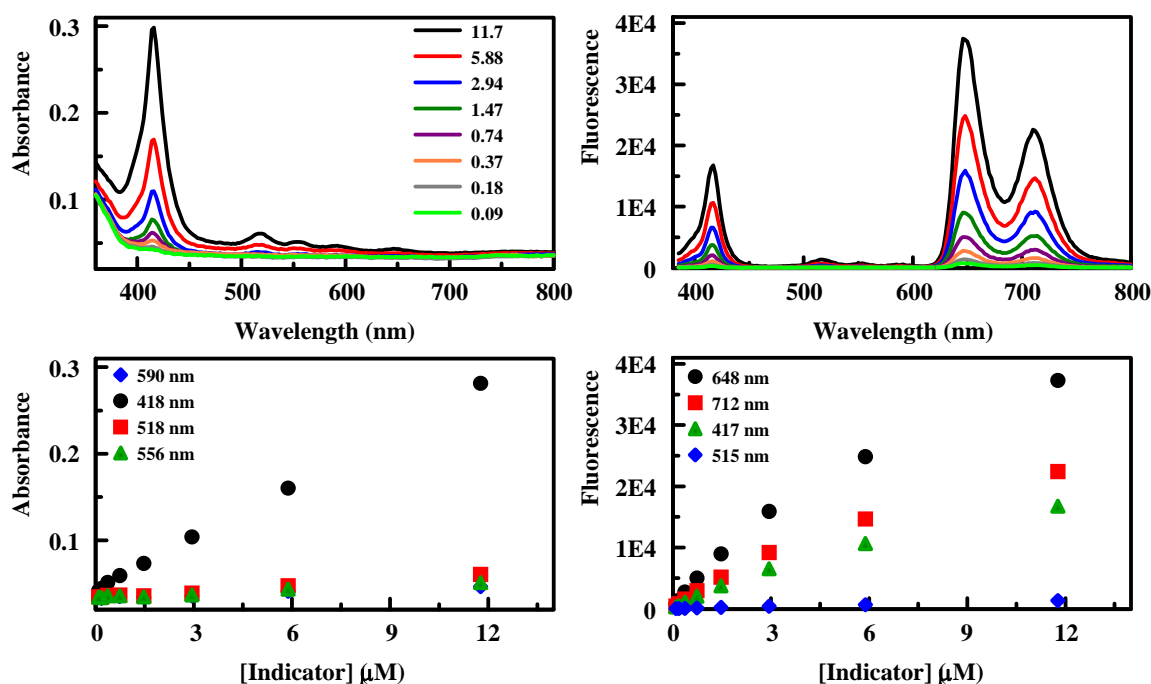 Absorbance
0.3
0.2
0.1
400
500
600
700
800
Wavelength (nm)
11.7
5.88
2.94
1.47
0.74
0.37
0.18
0.09
Fluorescence
4E4
3E4
2E4
1E4
0
400
500
600
700
800
Wavelength (nm)
Absorbance
0.3
0.2
0.1
0
3
6
9
12
[Indicator] (μM)
590 nm
418 nm
518 nm
556 nm
Fluorescence
4E4
3E4
2E4
1E4
0
0
3
6
9
12
[Indicator] (μM)
648 nm
712 nm
417 nm
515 nm